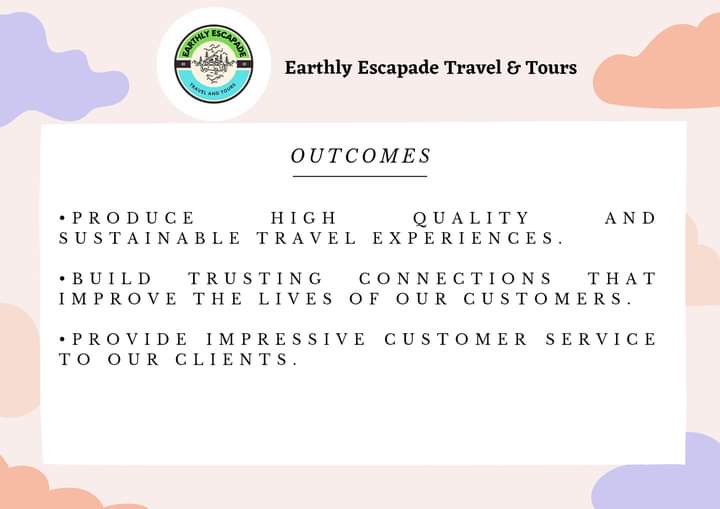 EARTHLY ESCAPADE
TRAVEL AND TOURS
Earthly Escapade Travel & Tours
OUTCOMES
•PRODUCE HIGH QUALITY AND
SUSTAINABLE TRAVEL EXPERIENCES.
•BUILD TRUSTING CONNECTIONS THAT
IMPROVE THE LIVES OF OUR CUSTOMERS.
•PROVIDE IMPRESSIVE CUSTOMER SERVICE
TO OUR CLIENTS.